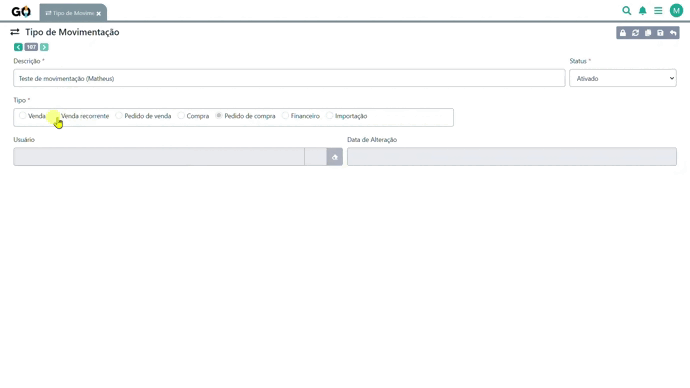 GO
Tipo de Movime
M
Tipo de Movimentação
107
Descrição *
Status *
Teste de movimentação (Matheus)
Ativado
Tipo *
Venda Venda recorrente Pedido de venda Compra Pedido de compra Financeiro Importação
Usuário
Data de Alteração